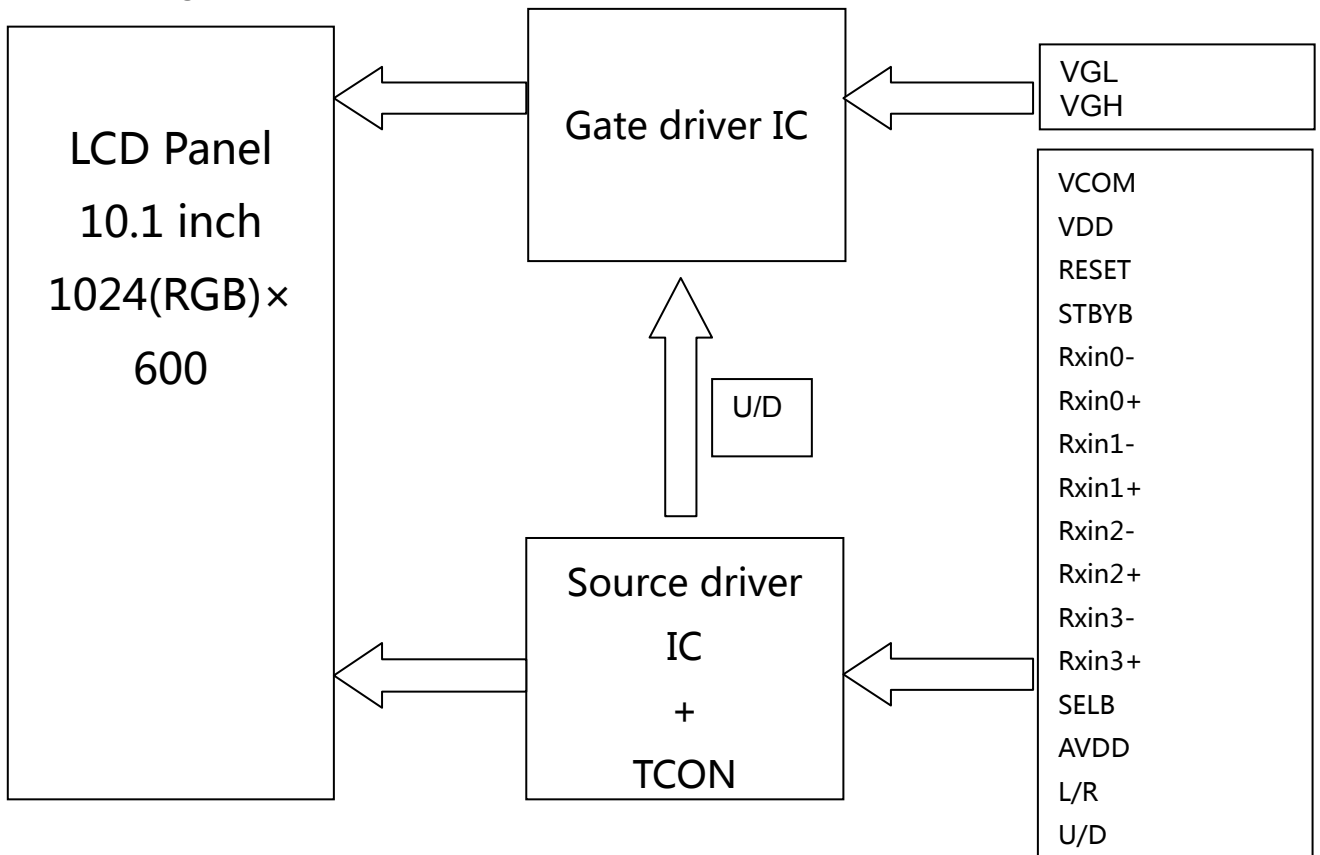 LCD Panel
10.1 inch
1024(RGB)×
600
Gate driver IC
VGL
VGH
U/D
Source driver
IC
+
TCON
VCOM
VDD
RESET
STBYB
Rxin0-
Rxin0+
Rxin1-
Rxin1+
Rxin2-
Rxin2+
Rxin3-
Rxin3+
SELB
AVDD
L/R
U/D